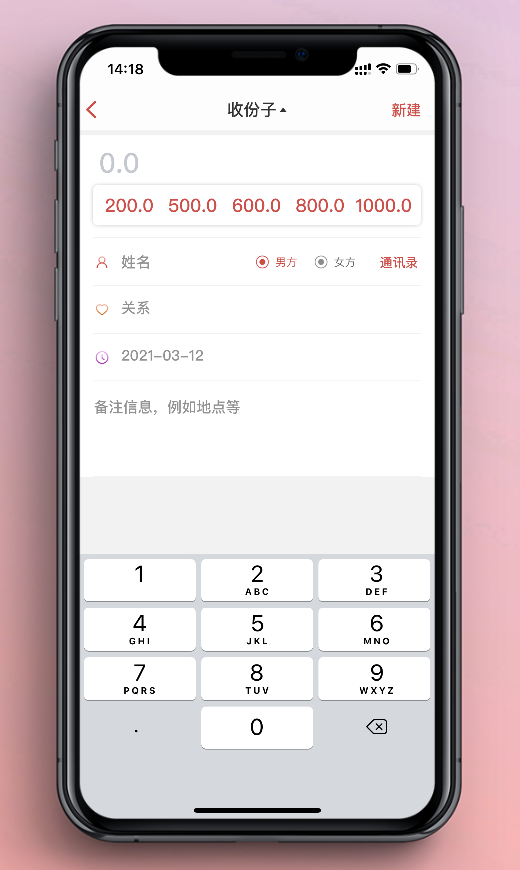 14:18
收份子
新建
0.0
200.0 500.0 600.0 800.0 1000.0
姓名 男方 女方 通讯录
关系
2021-03-12
备注信息，例如地点等
1 2 3
ABC DEF
4 5 6
GHI JKL MNO
7 8 9
PQRS TUV WXYZ
. 0